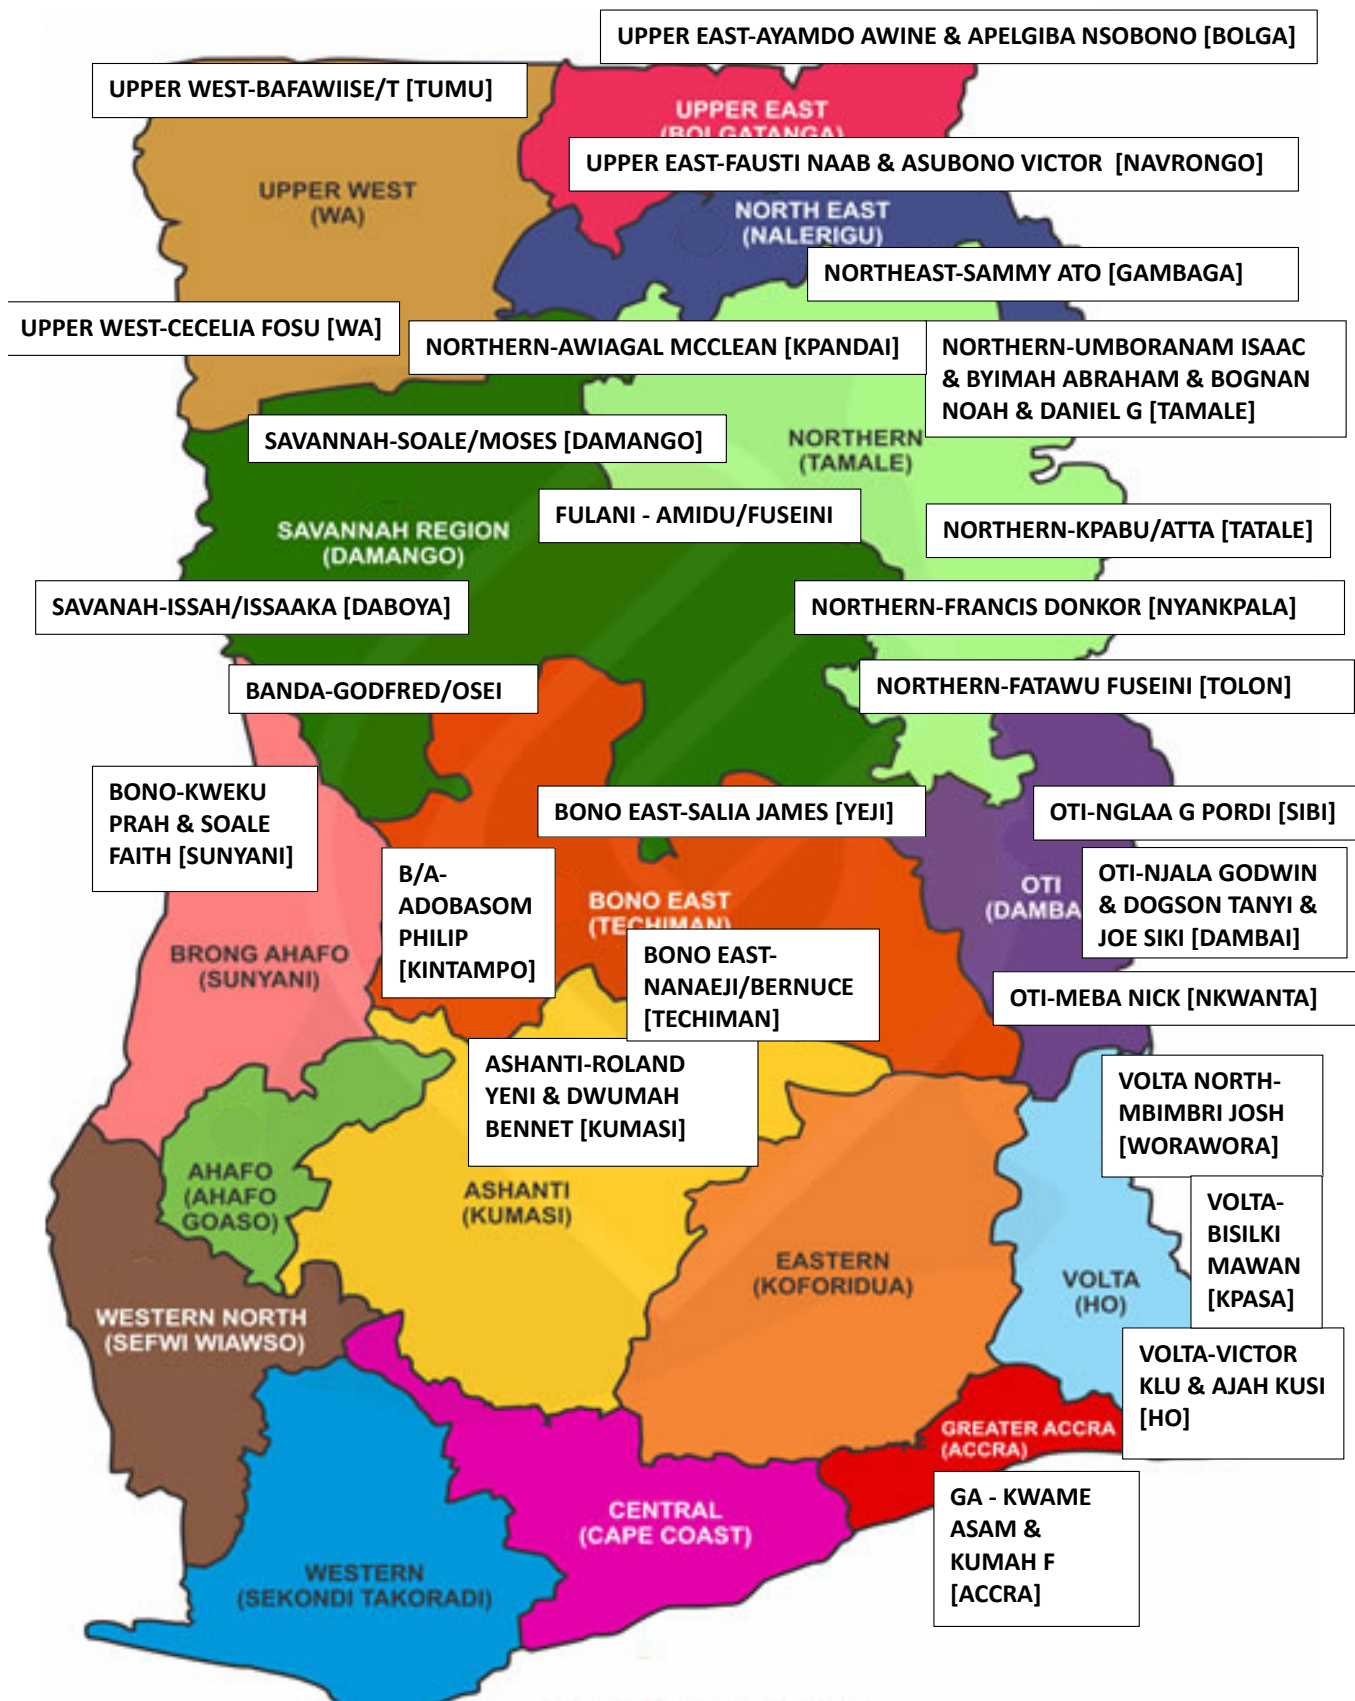 UPPER EAST-AYAMDO AWINE & APELGIBA NSOBONO [BOLGA]
UPPER WEST-BAFAWIISE/T [TUMU]
UPPER EAST
(BOLGATANGA)
UPPER EAST-FAUSTI NAAB & ASUBONO VICTOR [NAVRONGO]
UPPER WEST
(WA)
NORTH EAST
(NALERIGU)
NORTHEAST-SAMMY ATO [GAMBAGA]
UPPER WEST-CECELIA FOSU [WA]
NORTHERN-AWIAGAL MCCLEAN [KPANDAI]
NORTHERN-UMBORANAM ISAAC
& BYIMAH ABRAHAM & BOGNAN
NOAH & DANIEL G [TAMALE]
SAVANNAH-SOALE/MOSES [DAMANGO]
NORTHERN
(TAMALE)
FULANI - AMIDU/FUSEINI
SAVANNAH REGION
(DAMANGO)
NORTHERN-KPABU/ATTA [TATALE]
SAVANAH-ISSAH/ISSAAKA [DABOYA]
NORTHERN-FRANCIS DONKOR [NYANKPALA]
BANDA-GODFRED/OSEI
NORTHERN-FATAWU FUSEINI [TOLON]
BONO-KWEKU
PRAH & SOALE
FAITH [SUNYANI]
BONO EAST-SALIA JAMES [YEJI]
OTI-NGLAA G PORDI [SIBI]
B/A-
ADOBASOM
PHILIP
[KINTAMPO]
BONO EAST
(TECHIMAN)
OTI
(DAMBA
OTI-NJALA GODWIN
& DOGSON TANYI &
JOE SIKI [DAMBAI]
BRONG AHAFO
(SUNYANI)
BONO EAST-
NANAEJI/BERNUCE
[TECHIMAN]
OTI-MEBA NICK [NKWANTA]
ASHANTI-ROLAND
YENI & DWUMAH
BENNET [KUMASI]
VOLTA NORTH-
MBIMBRI JOSH
[WORAWORA]
AHAFO
(AHAFO
GOASO)
ASHANTI
(KUMASI)
VOLTA-
BISILKI
MAWAN
[KPASA]
EASTERN
(KOFORIDUA)
VOLTA
(HO)
WESTERN NORTH
(SEFWI WIAWSO)
VOLTA-VICTOR
KLU & AJAH KUSI
[HO]
GREATER ACCRA
(ACCRA)
GA - KWAME
ASAM &
KUMAH F
[ACCRA]
CENTRAL
(CAPE COAST)
WESTERN
(SEKONDI TAKORADI)